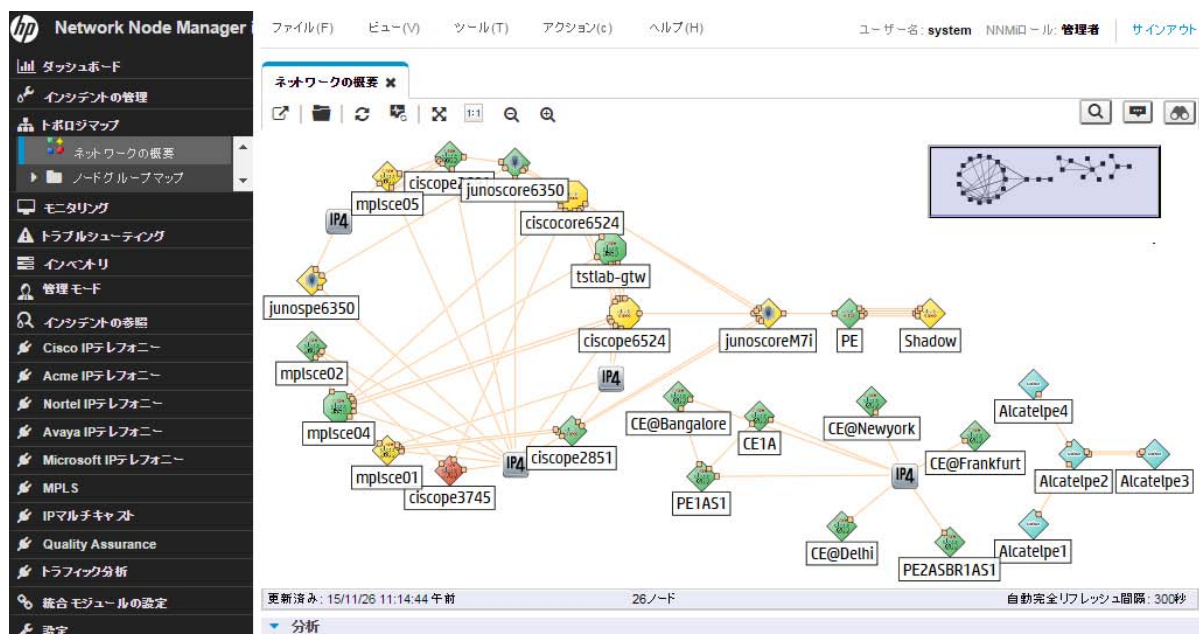 hp Network Node Manager i
ファイル(F) ビュー(V) ツール(T) アクション(c) ヘルプ(H)
ユーザー名: system NNMiロール: 管理者 サインアウト
ダッシュボード
インシデントの管理
トポロジマップ
ネットワークの概要
ノードグループマップ
モニタリング
トラブルシューティング
インベントリ
管理モード
インシデントの参照
Cisco IPテレフォニー
Acme IPテレフォニー
Nortel IPテレフォニー
Avaya IPテレフォニー
Microsoft IPテレフォニー
MPLS
IPマルチキャスト
Quality Assurance
トラフィック分析
統合モジュールの設定
設定
ネットワークの概要
1:1
mplsce05
junoscore6350
IP4
ciscocore6524
tstlab-gtw
junospe6350
ciscope6524
junoscoreM7i
PE
Shadow
mplsce02
IP4
mplsce04
CE@Bangalore
CE1A
CE@Newyork
Alcatelpe4
mplsce01
ciscope3745
IP4
ciscope2851
PE1AS1
IP4
CE@Frankfurt
Alcatelpe2
Alcatelpe3
CE@Delhi
PE2ASBR1AS1
Alcatelpe1
更新済み: 15/11/26 11:14:44 午前
26ノード
自動完全リフレッシュ間隔: 300秒
分析